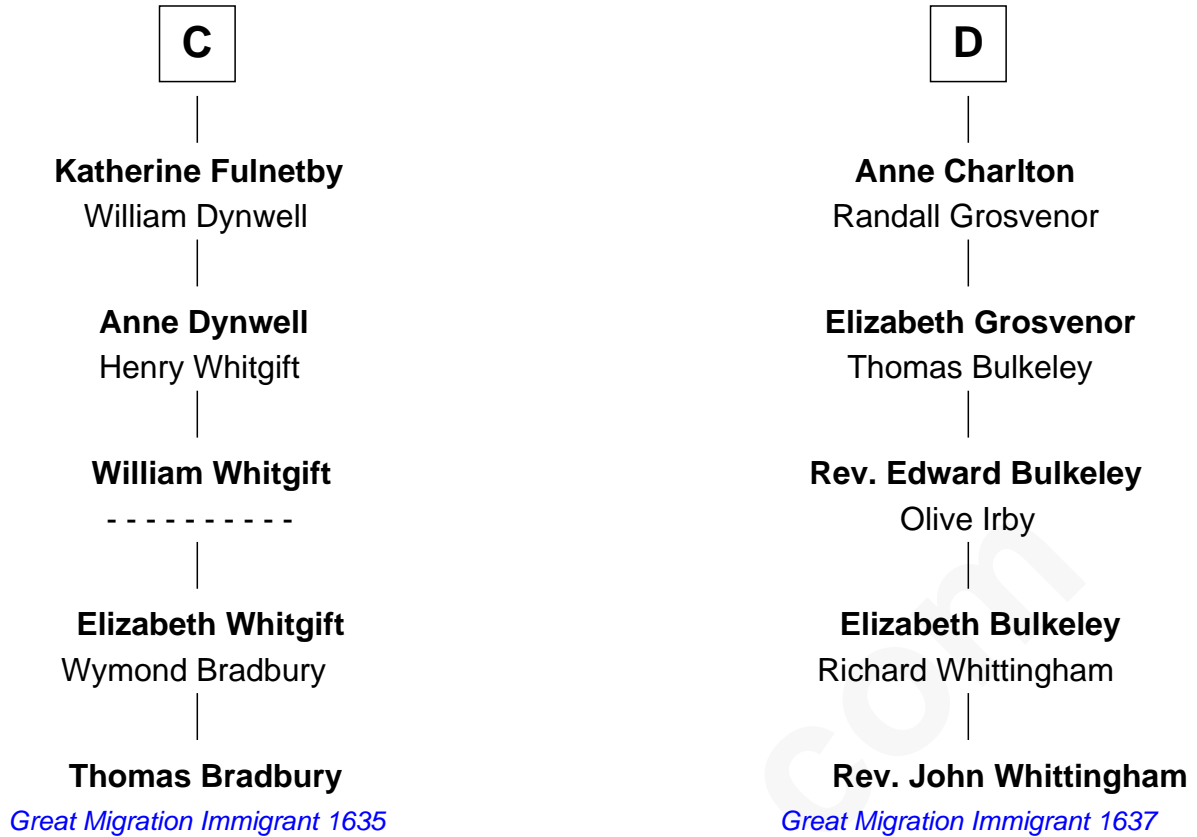 C
Katherine Fulnetby
William Dynwell
Anne Dynwell
Henry Whitgift
William Whitgift
- - - - - - - - - -
Elizabeth Whitgift
Wymond Bradbury
Thomas Bradbury
Great Migration Immigrant 1635
D
Anne Charlton
Randall Grosvenor
Elizabeth Grosvenor
Thomas Bulkeley
Rev. Edward Bulkeley
Olive Irby
Elizabeth Bulkeley
Richard Whittingham
Rev. John Whittingham
Great Migration Immigrant 1637
com